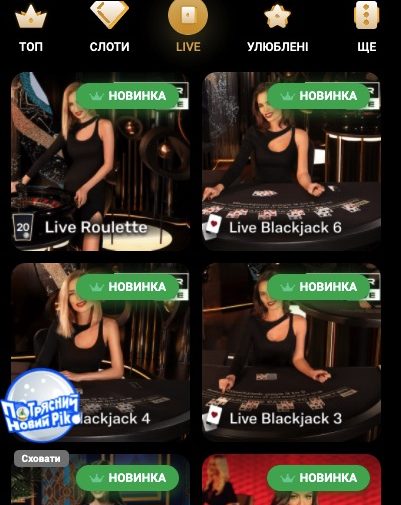 ТОП
СЛОТИ
LIVE
УЛЮБЛЕНІ
ЩЕ
НОВИНКА
НОВИНКА
20
Live Roulette
Live Blackjack 6
НОВИНКА
НОВИНКА
Потрясний
Новий Рік
lackjack 4
Live Blackjack 3
Сховати
НОВИНКА
НОВИНКА